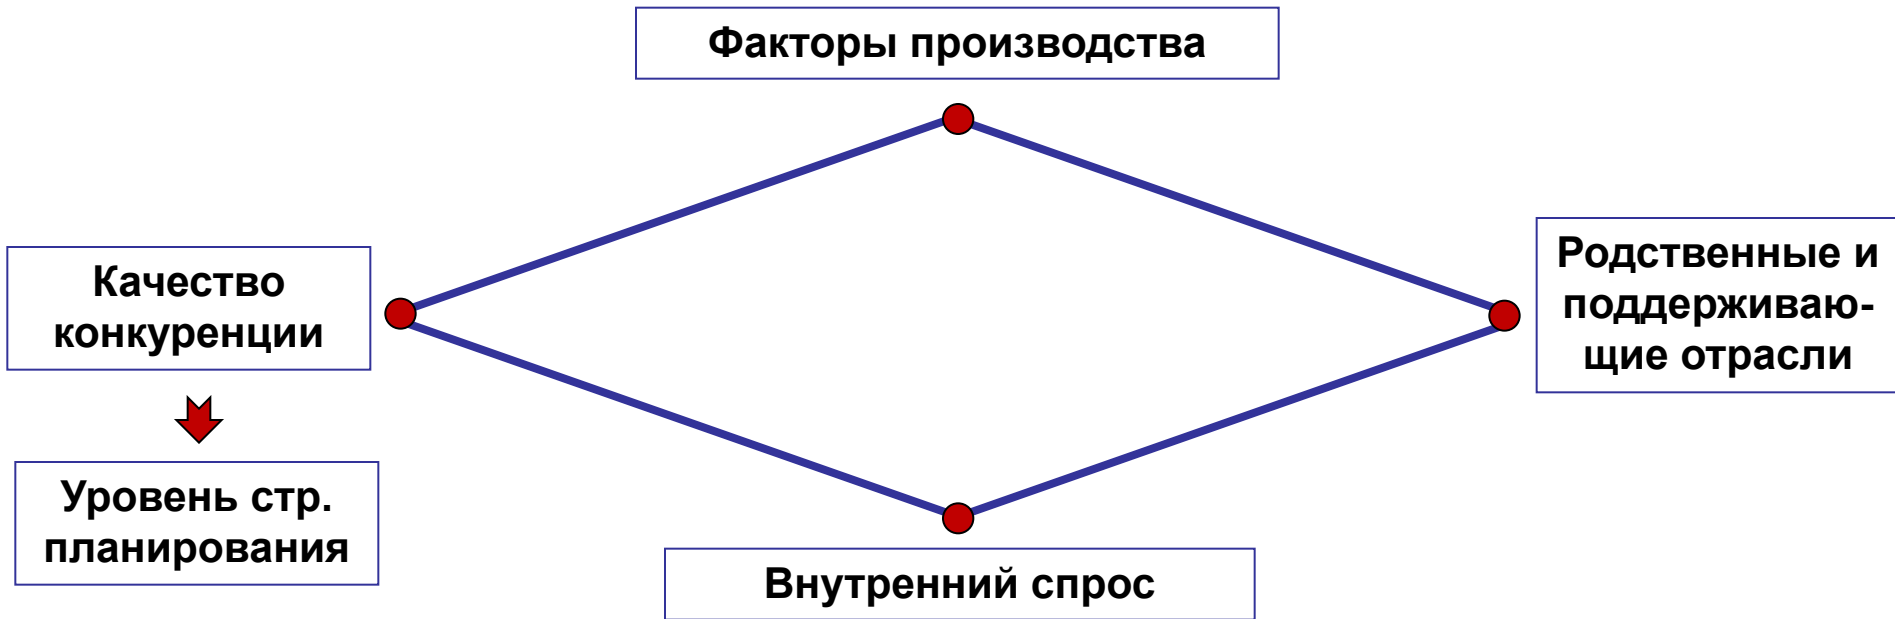 Факторы производства
Качество
конкуренции
Родственные и
поддерживаю-
щие отрасли
Уровень стр.
планирования
Внутренний спрос